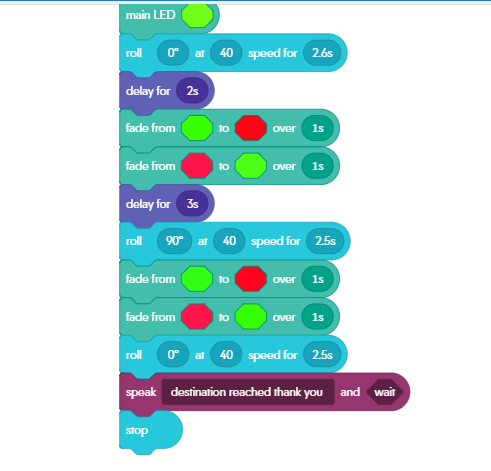 main LED
roll 0° at 40 speed for 2.6s
delay for 2s
fade from to over 1s
fade from to over 1s
delay for 3s
roll 90° at 40 speed for 2.5s
fade from to over 1s
fade from to over 1s
roll 0° at 40 speed for 2.5s
speak destination reached thank you and wait
stop